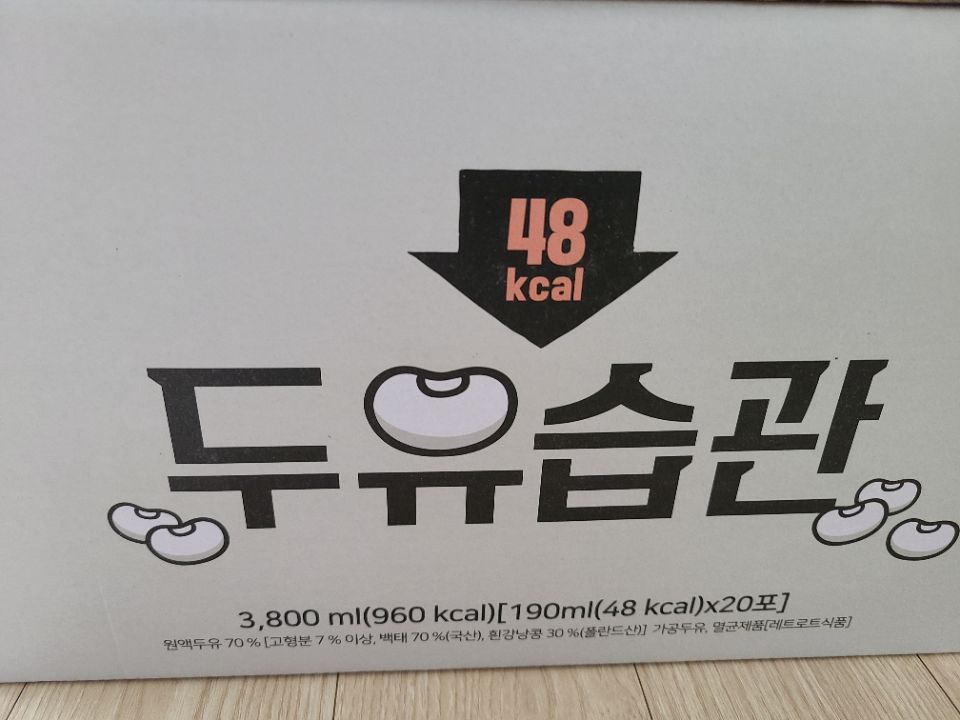 48
kcal
두유습관
3,800 ml(960 kcal)[190ml(48 kcal)x20포]
원액두유 70 % [고형분 7 % 이상, 백태 70 %(국산), 흰강낭콩 30 %(폴란드산)] 가공두유, 멸균제품[레트로트식품]